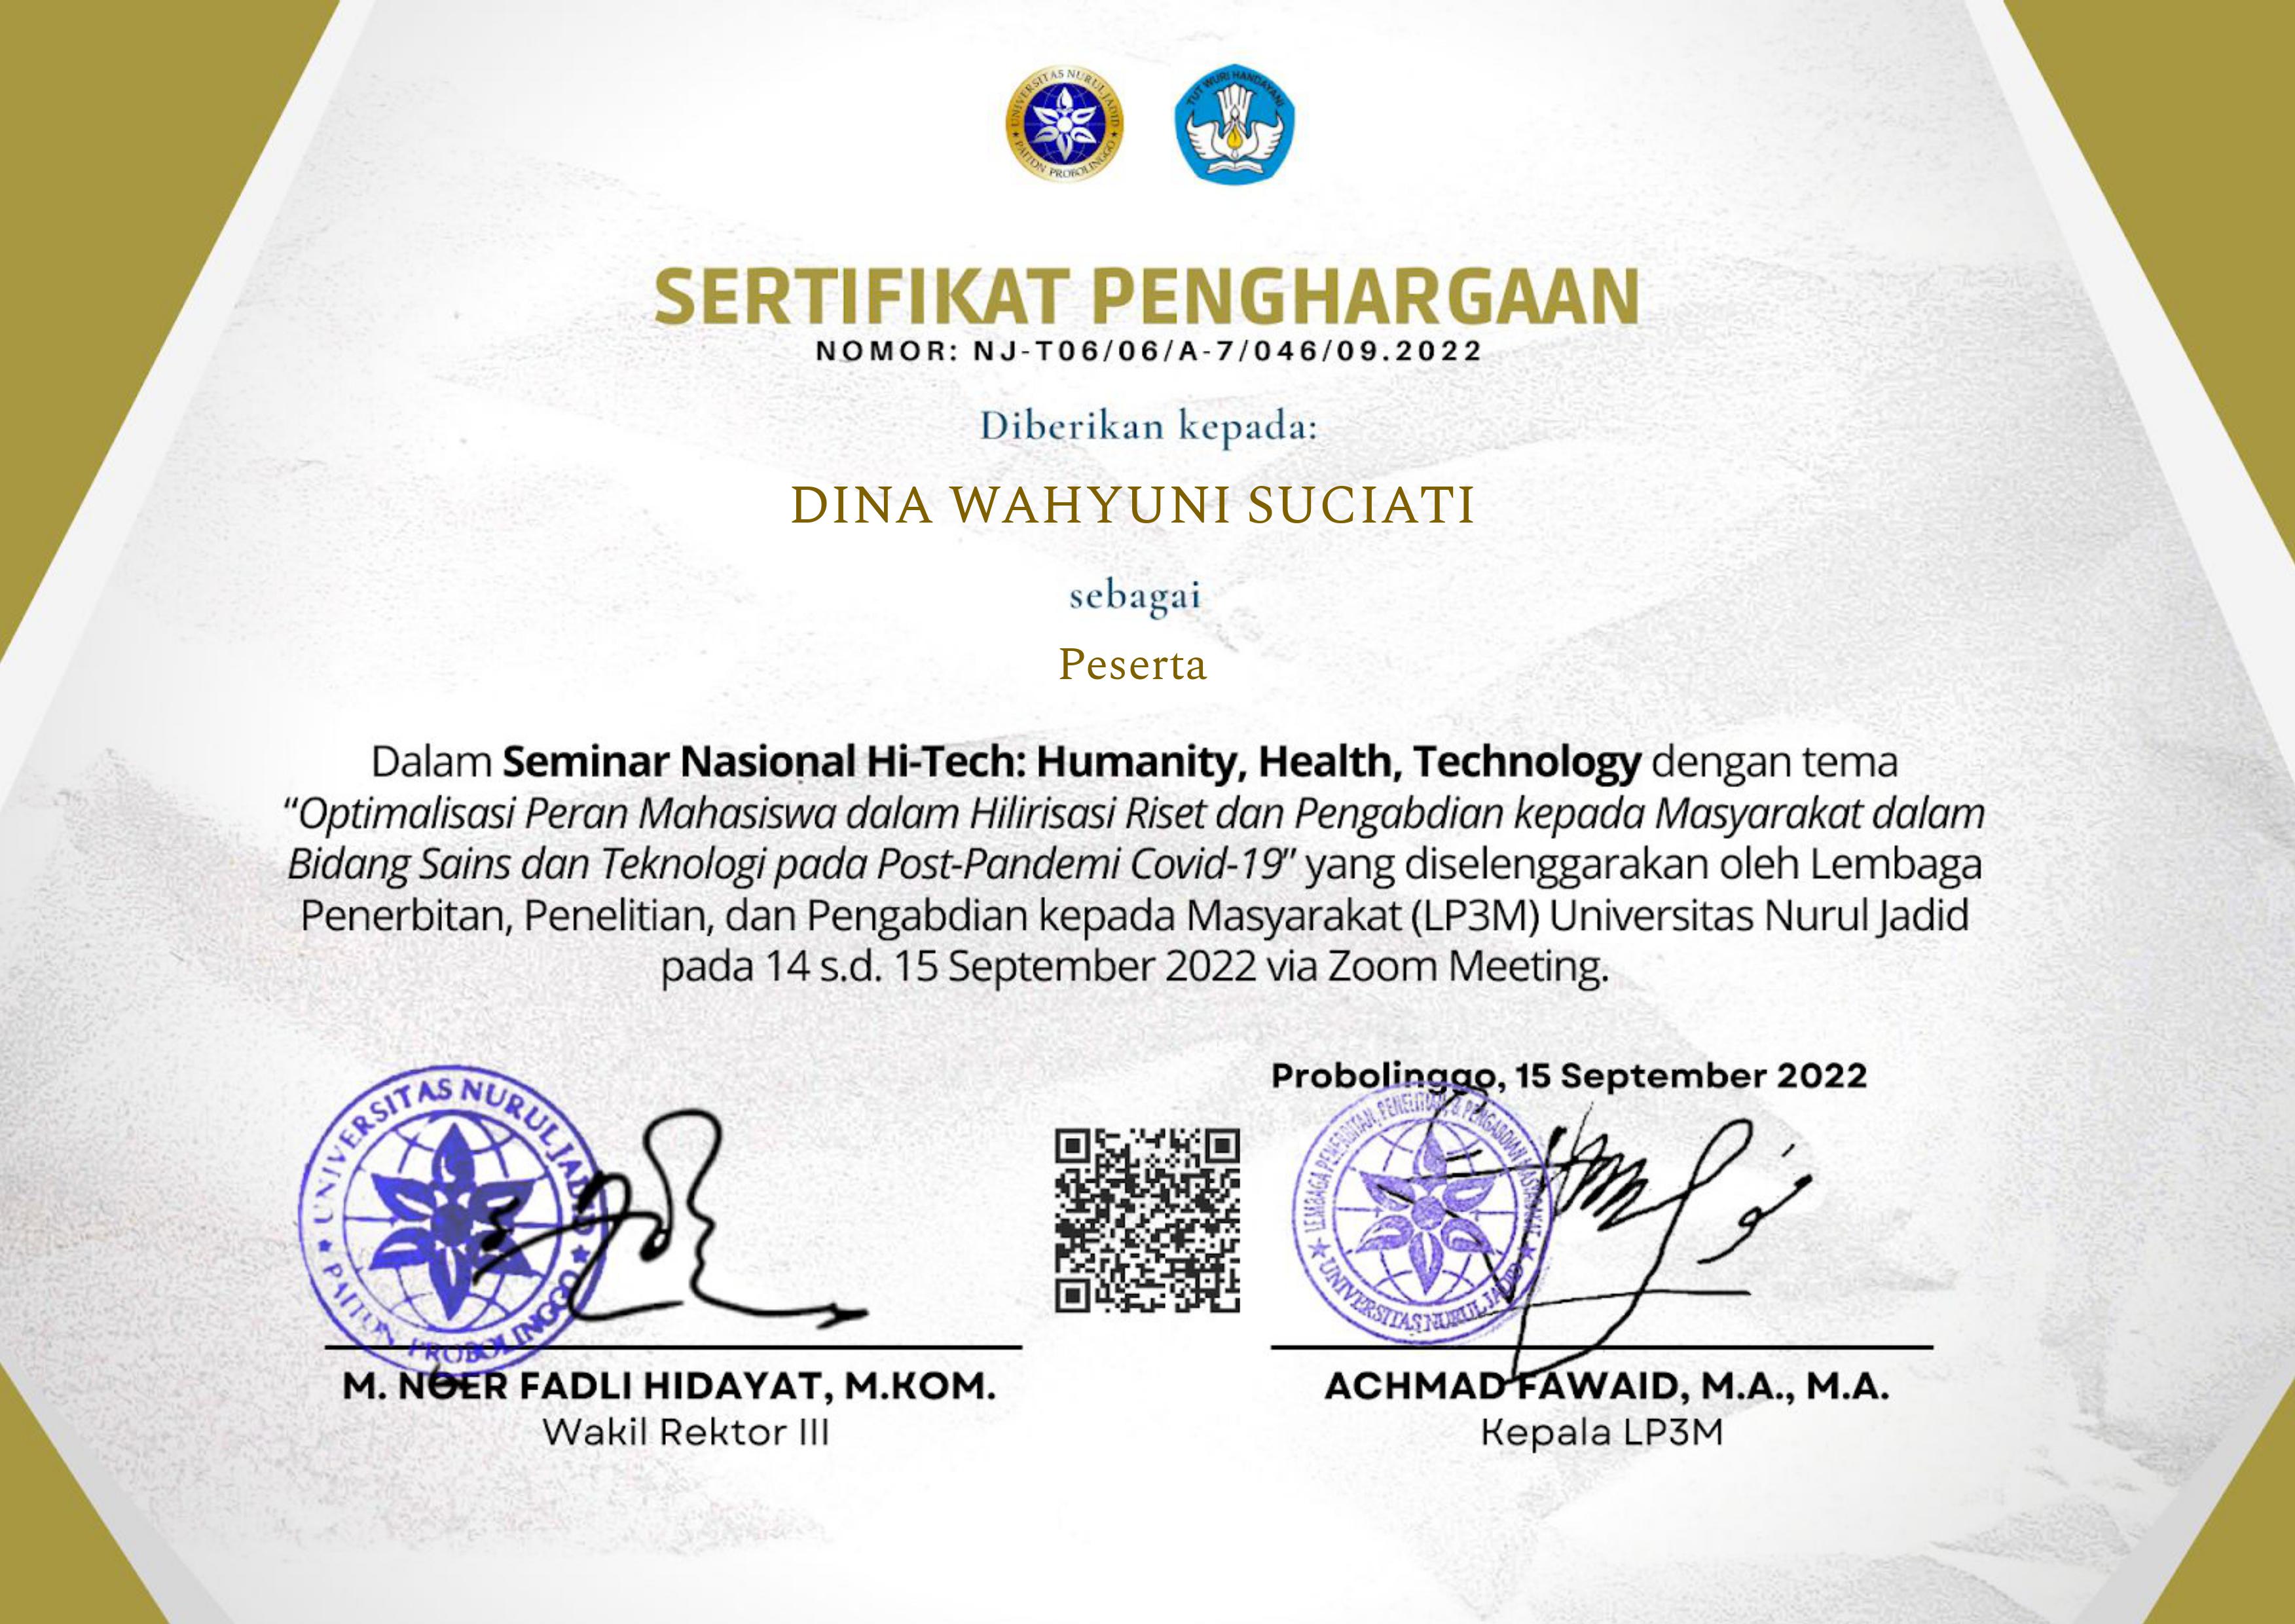 UNIVERSITAS NURUL JADID
PAITON PROBOLINGGO
TUT WURI HANDAYANI
SERTIFIKAT PENGHARGAAN
NOMOR: NJ-T06/06/A-7/046/09.2022
Diberikan kepada:
DINA WAHYUNI SUCIATI
sebagai
Peserta
Dalam Seminar Nasional Hi-Tech: Humanity, Health, Technology dengan tema
“Optimalisasi Peran Mahasiswa dalam Hilirisasi Riset dan Pengabdian kepada Masyarakat dalam
Bidang Sains dan Teknologi pada Post-Pandemi Covid-19” yang diselenggarakan oleh Lembaga
Penerbitan, Penelitian, dan Pengabdian kepada Masyarakat (LP3M) Universitas Nurul Jadid
pada 14 s.d. 15 September 2022 via Zoom Meeting.
Probolinggo, 15 September 2022
UNIVERSITAS NURUL JADID
PAITON PROBOLINGGO
LEMBAGA PENERBITAN, PENELITIAN, & PENGABDIAN MASYARAKAT
UNIVERSITAS NURUL JADID
M. NOER FADLI HIDAYAT, M.KOM.
Wakil Rektor III
ACHMAD FAWAID, M.A., M.A.
Kepala LP3M